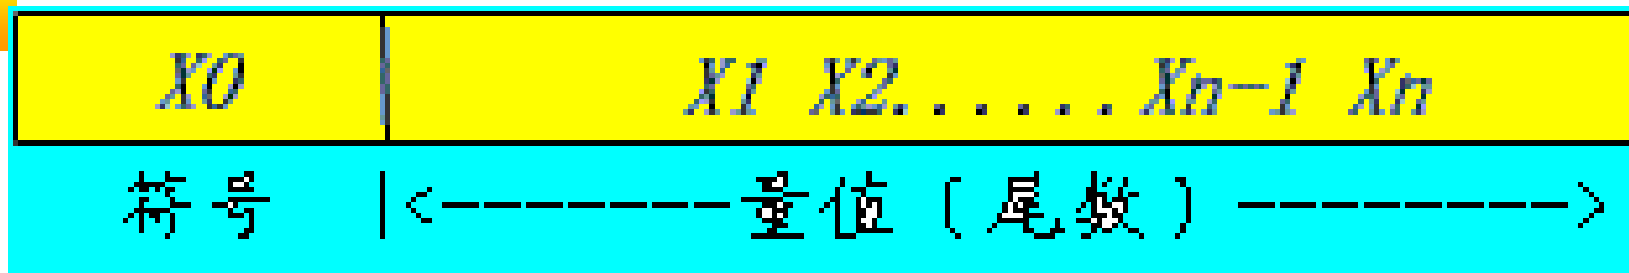 X0 X1 X2......Xn-1 Xn
符号 |<-------量值(尾数)--------->